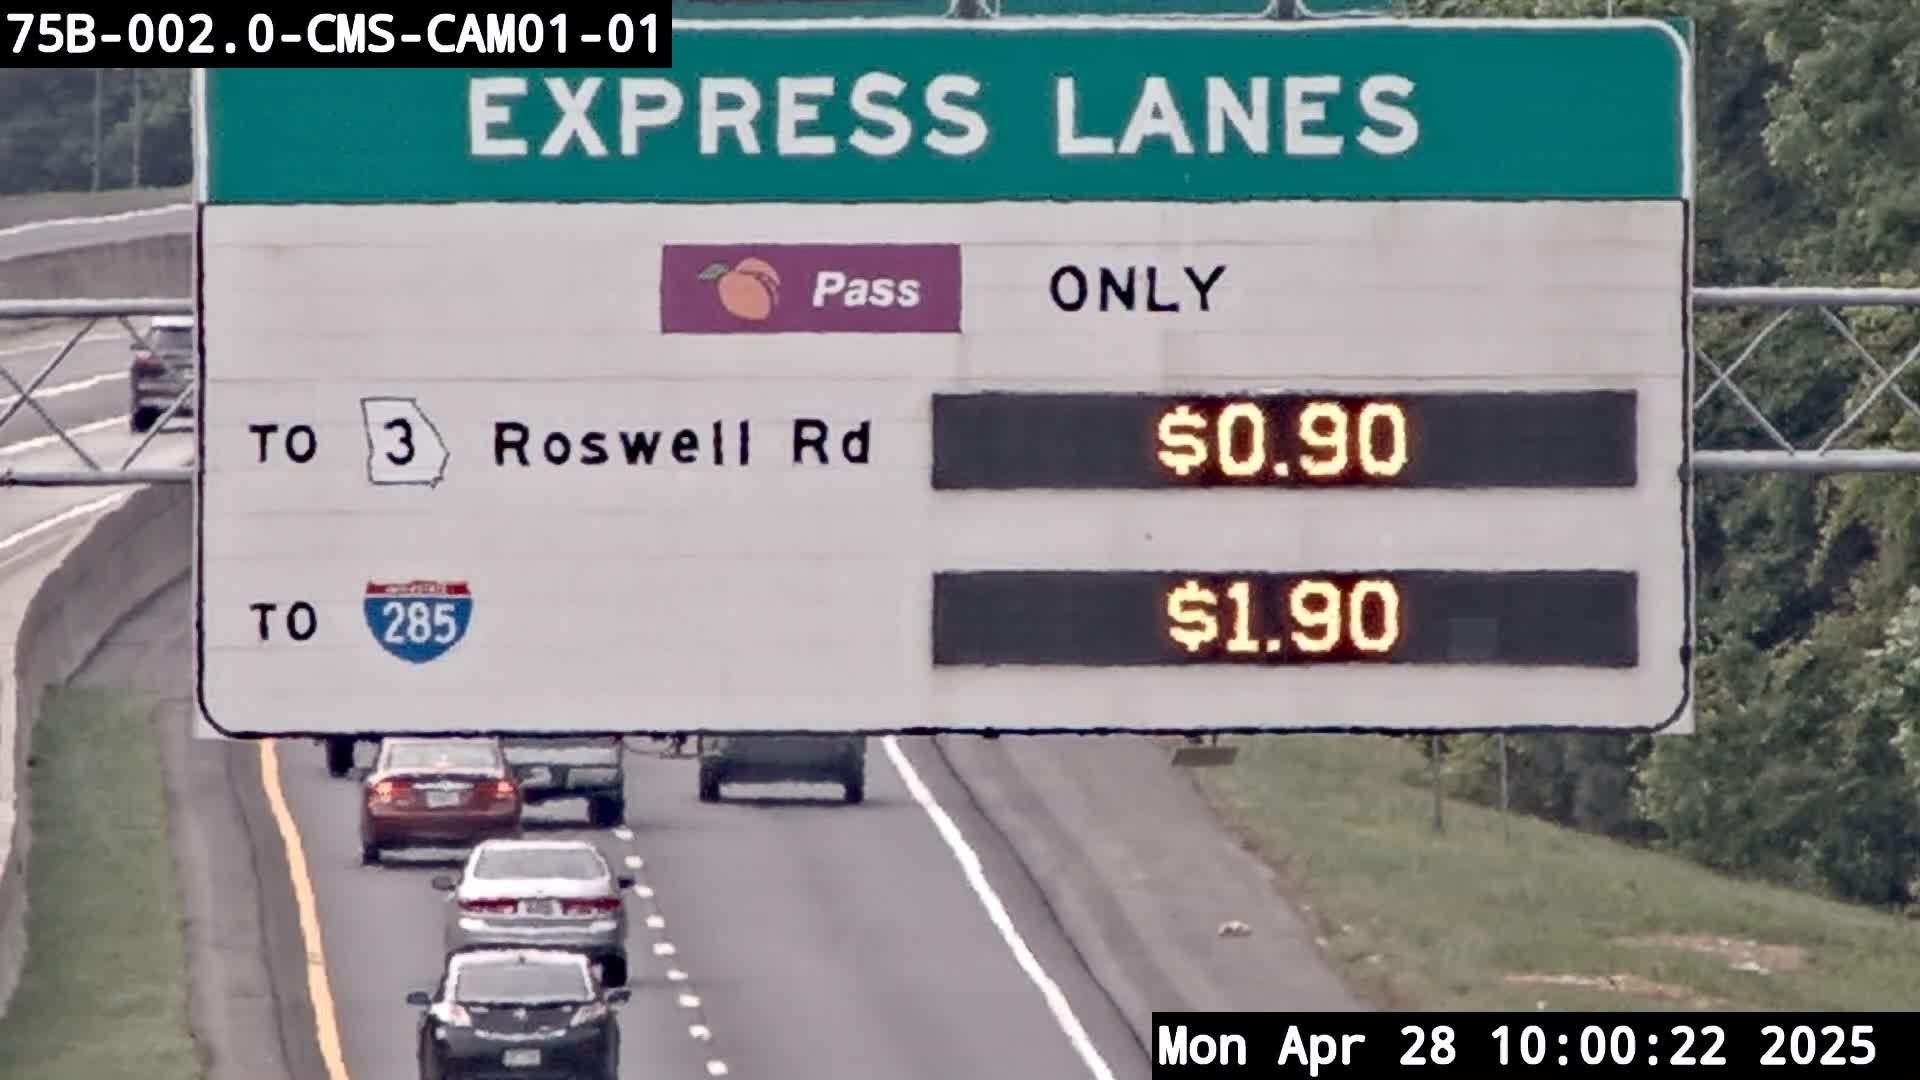 75B-002.0-CMS-CAM01-01
EXPRESS LANES
Pass ONLY
TO 3 Roswell Rd $0.90
TO 285 $1.90
Mon Apr 28 10:00:22 2025